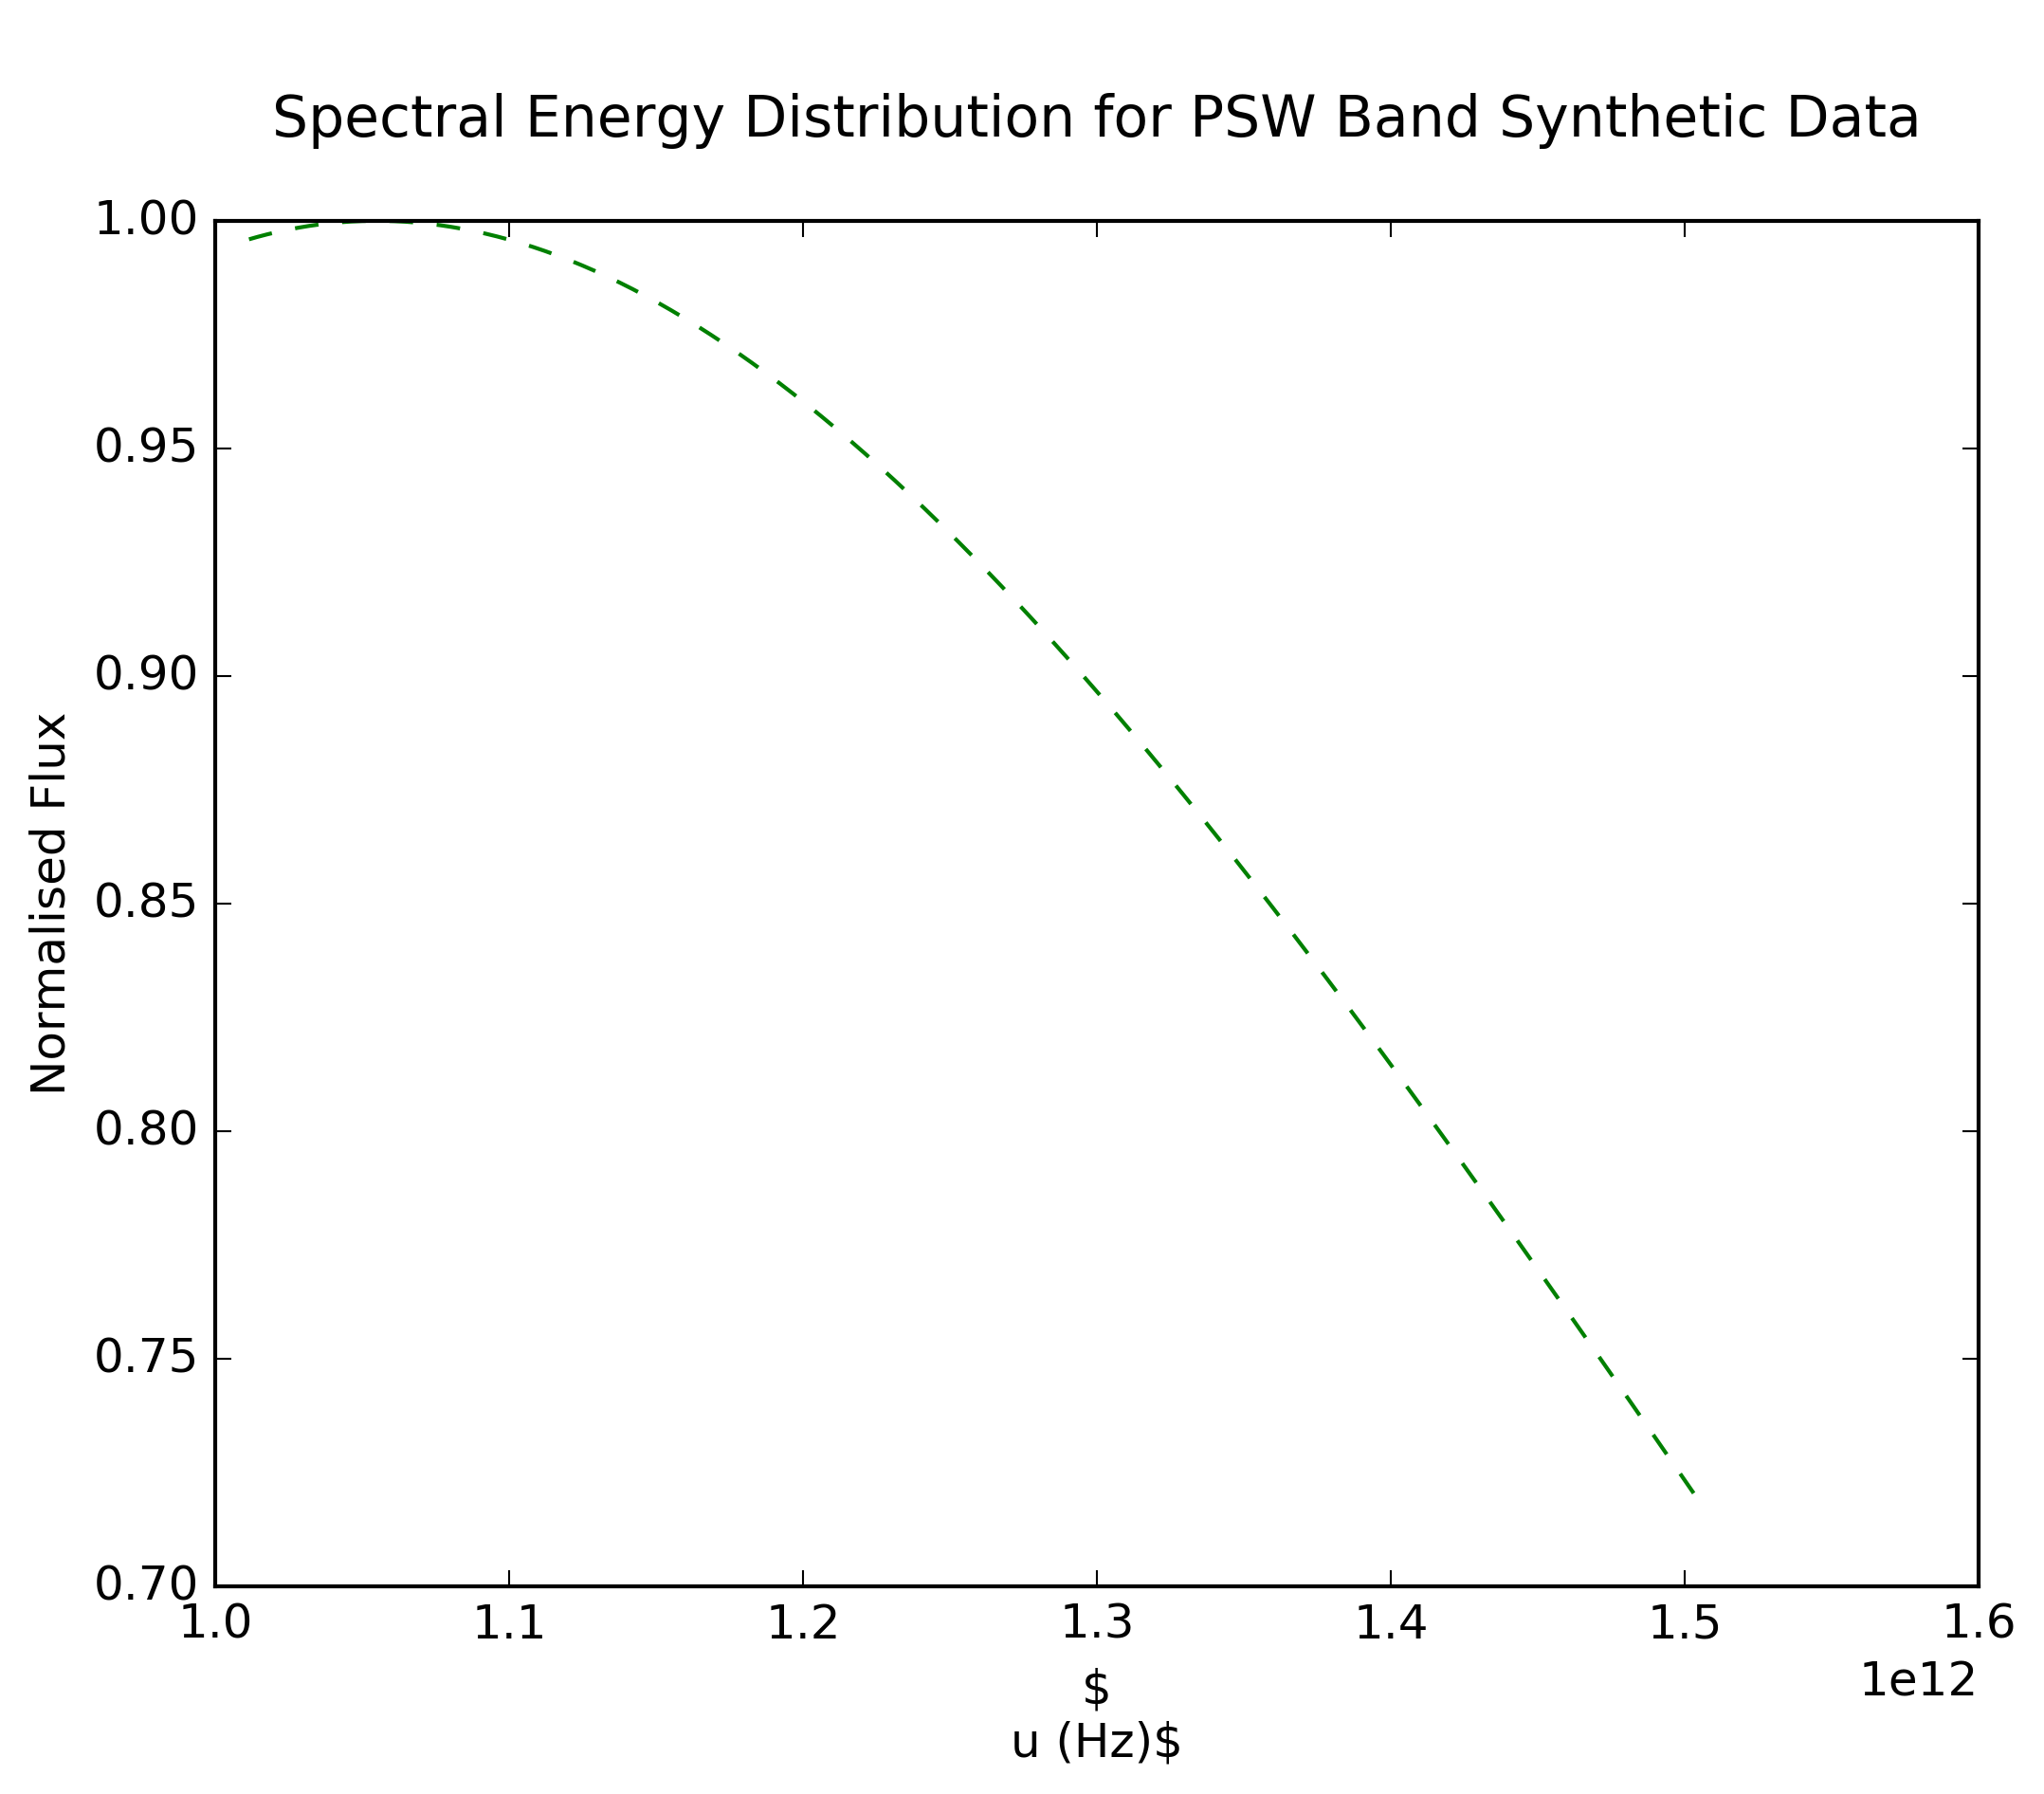 Spectral Energy Distribution for PSW Band Synthetic Data
1.00
0.95
0.90
0.85
0.80
0.75
0.70
Normalised Flux
1.0 1.1 1.2 1.3 1.4 1.5 1.6
1e12
$
u (Hz)$